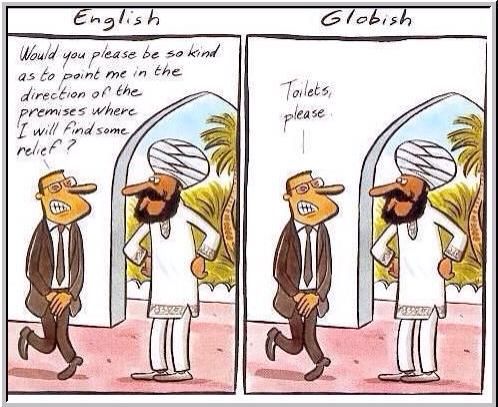 English
Would you please be so kind
as to point me in the
direction of the
premises where
I will find some
relief?
Globish
Toilets,
please.